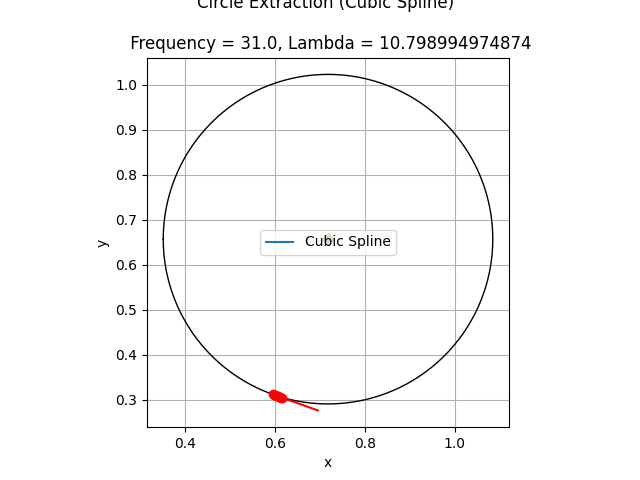 Circle Extraction (Cubic Spline)
Frequency = 31.0, Lambda = 10.798994974874
1.0
0.9
0.8
0.7
0.6
0.5
0.4
0.3
y
Cubic Spline
0.4 0.6 0.8 1.0
x